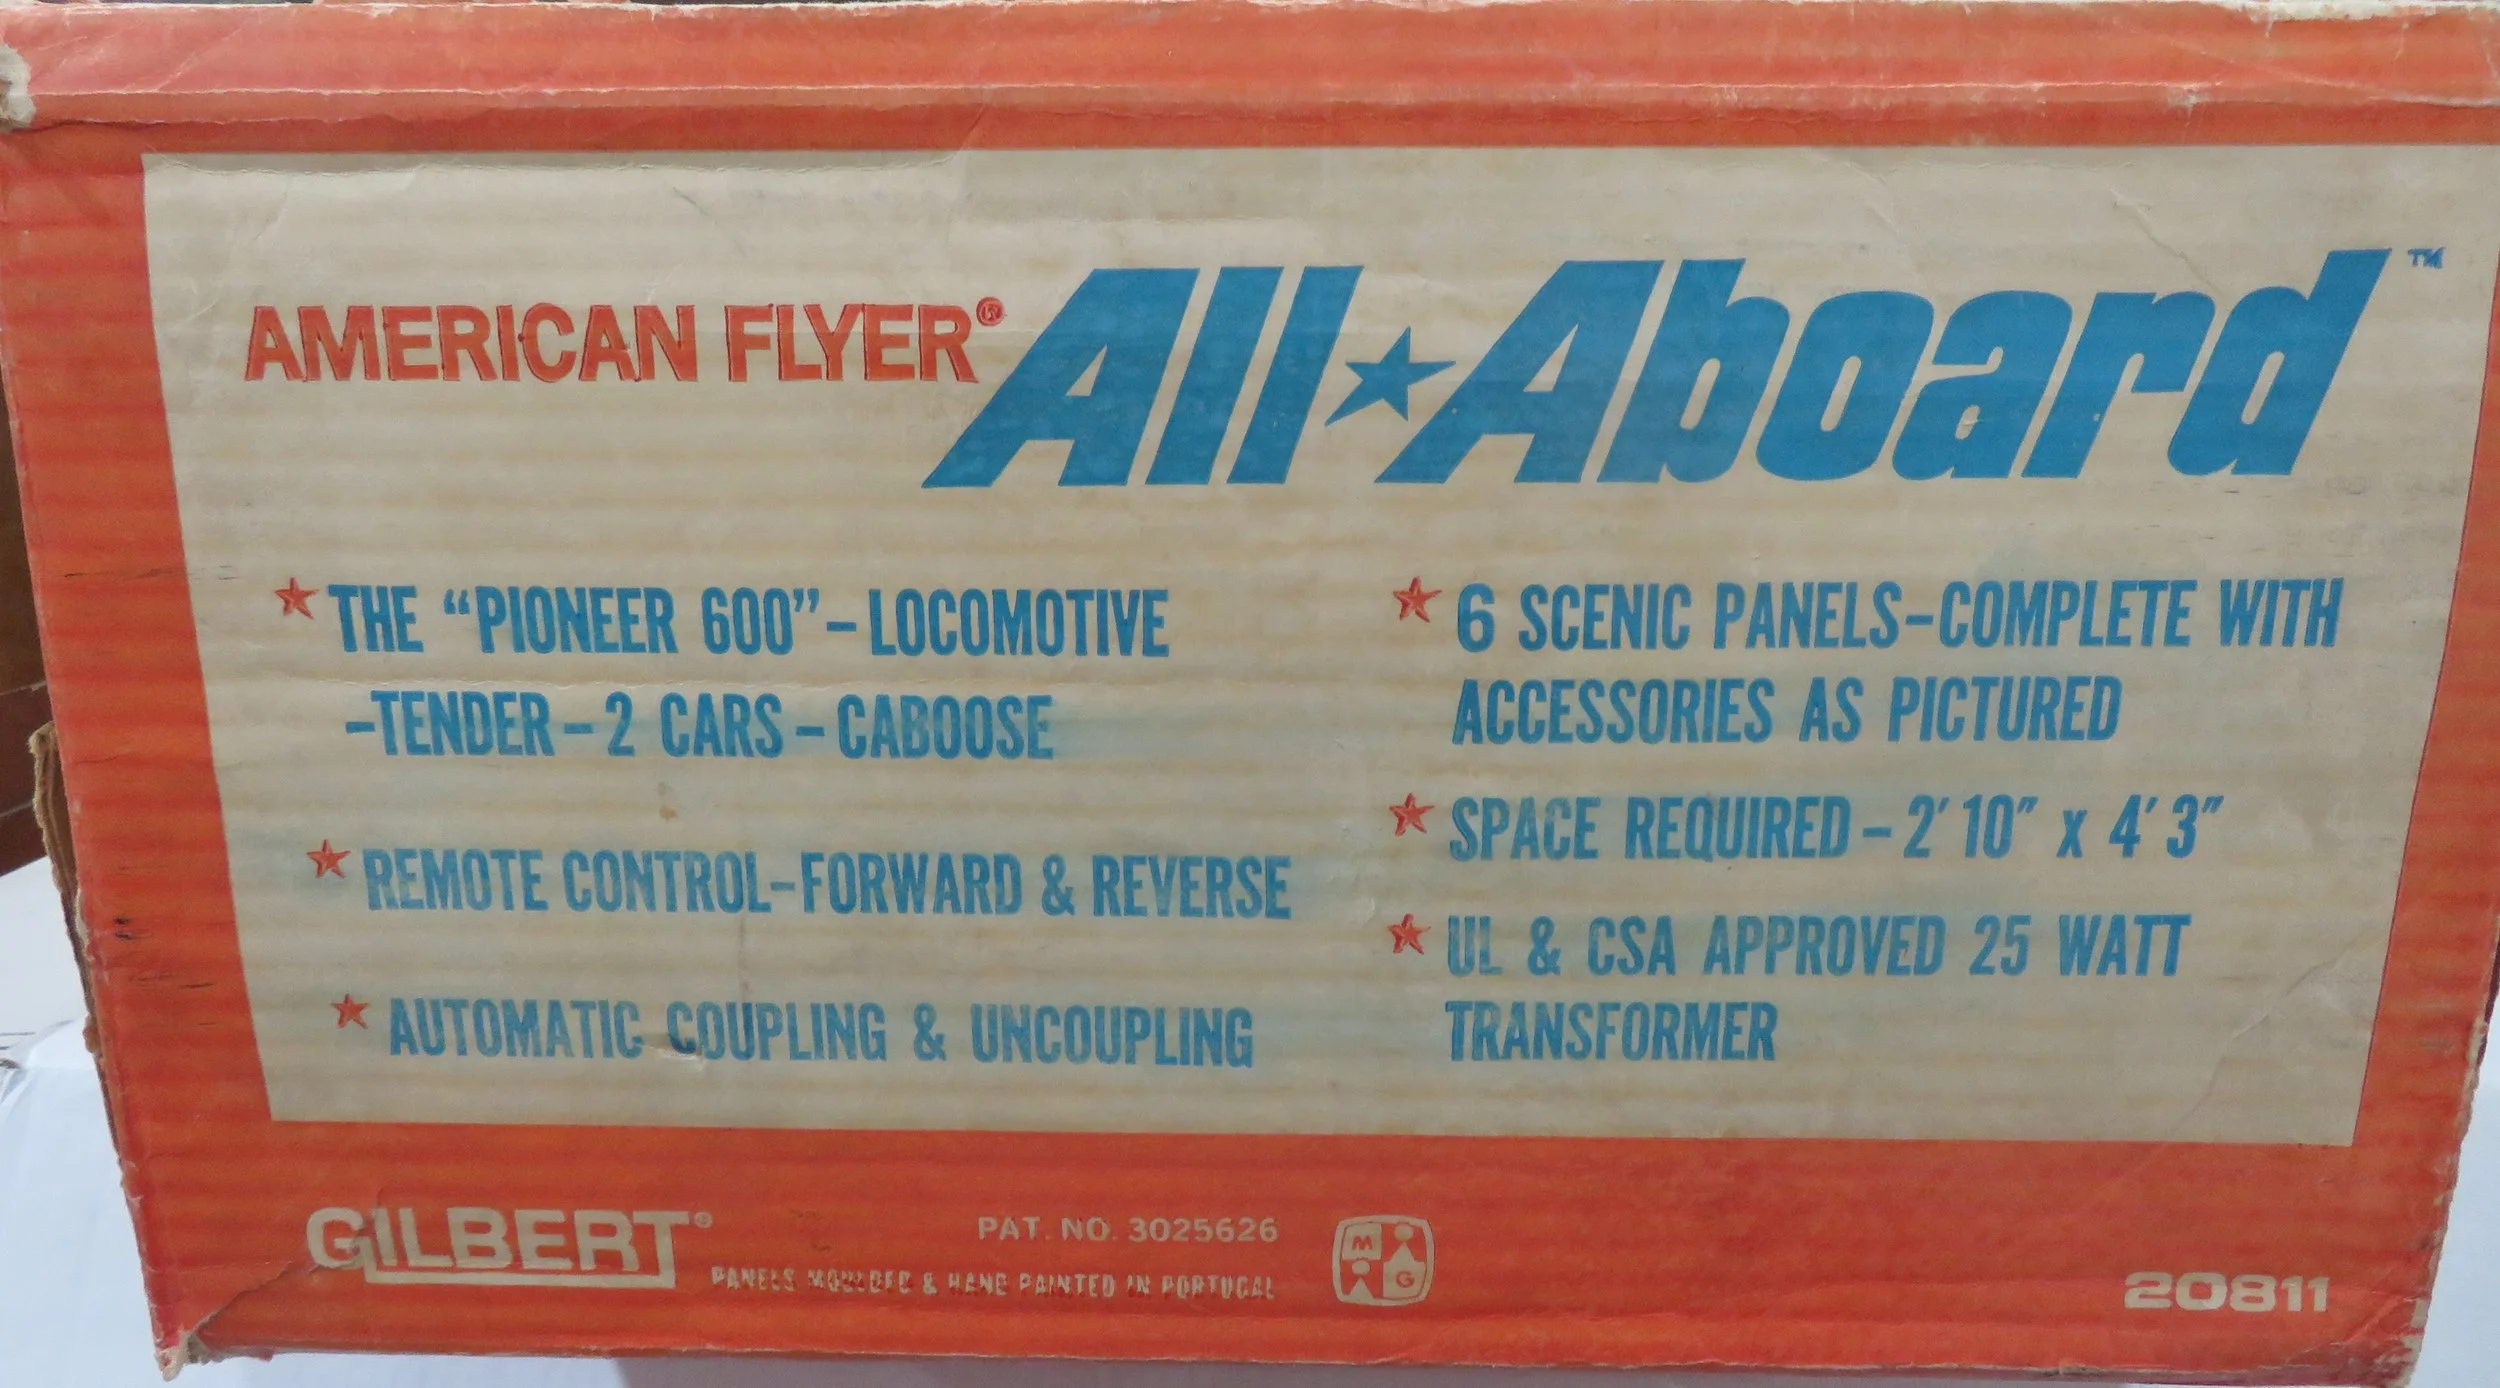 AMERICAN FLYER® All★Aboard™
★ THE “PIONEER 600”–LOCOMOTIVE
–TENDER–2 CARS–CABOOSE
★ REMOTE CONTROL–FORWARD & REVERSE
★ AUTOMATIC COUPLING & UNCOUPLING
★ 6 SCENIC PANELS–COMPLETE WITH
ACCESSORIES AS PICTURED
★ SPACE REQUIRED–2' 10" x 4' 3"
★ UL & CSA APPROVED 25 WATT
TRANSFORMER
GILBERT®
PAT. NO. 3025626
PANELS MOULDED & HAND PAINTED IN PORTUGAL
M G
20811